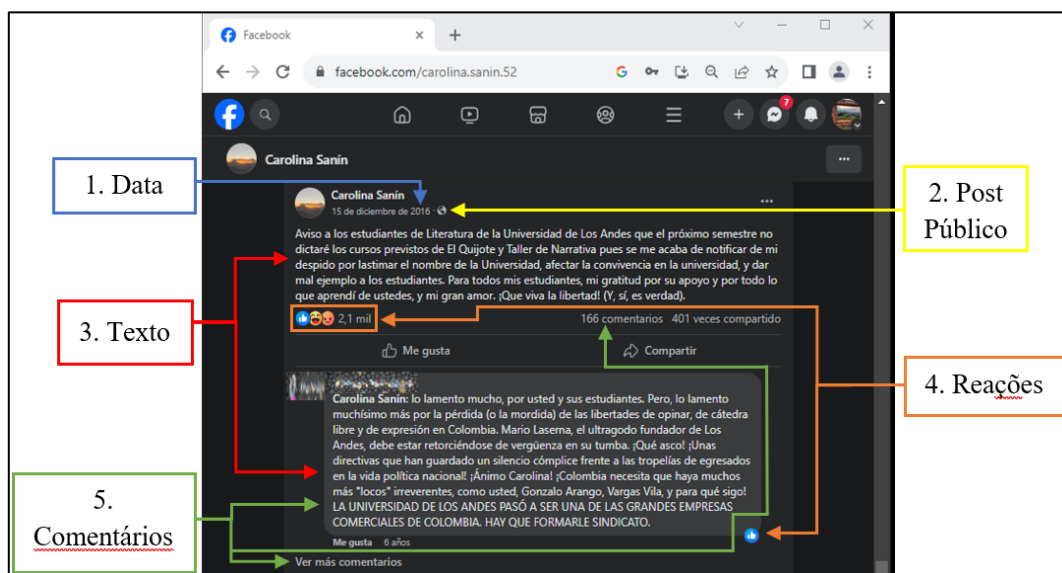 Facebook
facebook.com/carolina.sanin.52
7
Carolina Sanín
1. Data
2. Post
Público
3. Texto
4. Reações
5.
Comentários
Carolina Sanín
15 de diciembre de 2016
Aviso a los estudiantes de Literatura de la Universidad de Los Andes que el próximo semestre no
dictaré los cursos previstos de El Quijote y Taller de Narrativa pues se me acaba de notificar de mi
despido por lastimar el nombre de la Universidad, afectar la convivencia en la universidad, y dar
mal ejemplo a los estudiantes. Para todos mis estudiantes, mi gratitud por su apoyo y por todo lo
que aprendí de ustedes, y mi gran amor. ¡Que viva la libertad! (Y, sí, es verdad).
2,1 mil
166 comentarios 401 veces compartido
Me gusta
Compartir
Carolina Sanín: lo lamento mucho, por usted y sus estudiantes. Pero, lo lamento
muchísimo más por la pérdida (o la mordida) de las libertades de opinar, de cátedra
libre y de expresión en Colombia. Mario Laserna, el ultragodo fundador de Los
Andes, debe estar retorciéndose de vergüenza en su tumba. ¡Qué asco! ¡Unas
directivas que han guardado un silencio cómplice frente a las tropelías de egresados
en la vida política nacional! ¡Ánimo Carolina! ¡Colombia necesita que haya muchos
más "locos" irreverentes, como usted, Gonzalo Arango, Vargas Vila, y para qué sigo!
LA UNIVERSIDAD DE LOS ANDES PASÓ A SER UNA DE LAS GRANDES EMPRESAS
COMERCIALES DE COLOMBIA. HAY QUE FORMARLE SINDICATO.
Me gusta 6 años
Ver más comentarios